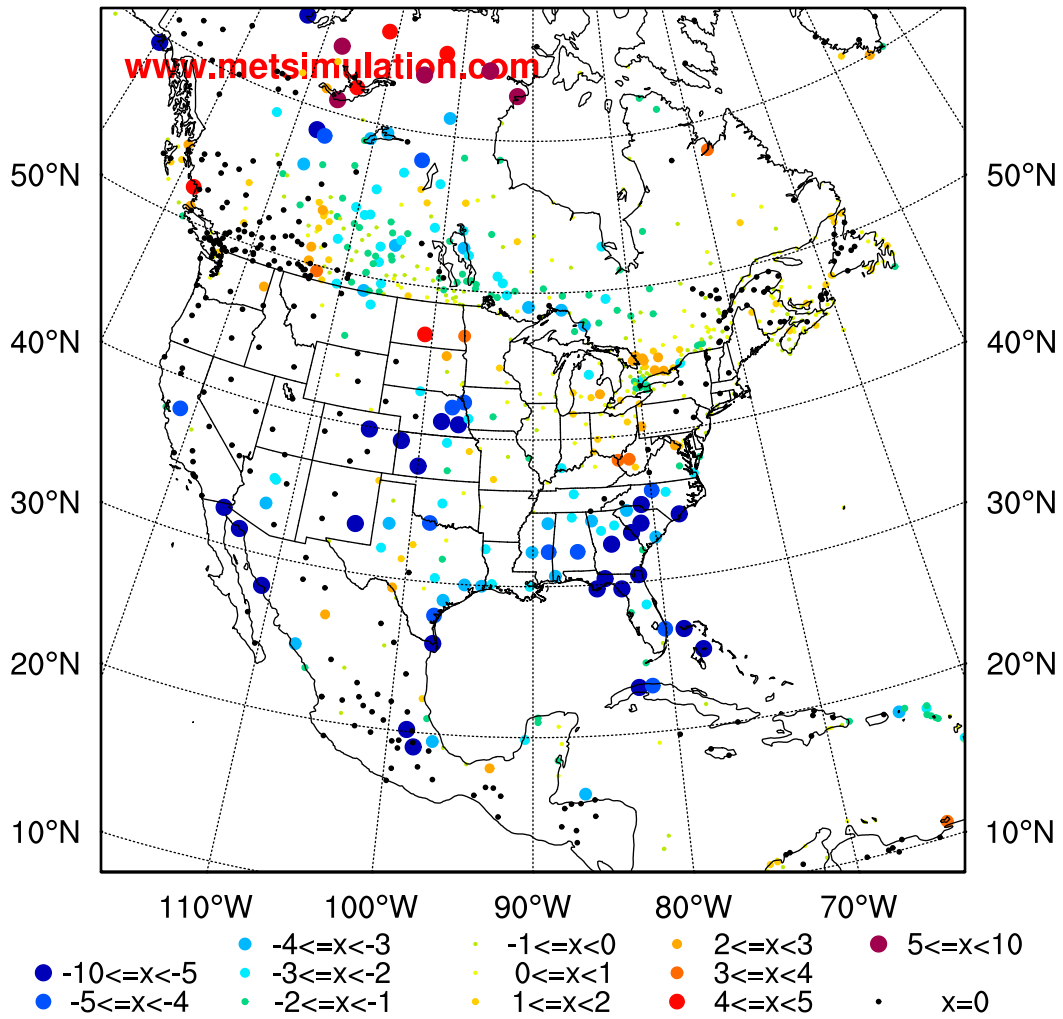 www.metsimulation.com
50°N 50°N
40°N 40°N
30°N 30°N
20°N 20°N
10°N 10°N
110°W 100°W 90°W 80°W 70°W
-4<=x<-3 -1<=x<0 2<=x<3 5<=x<10
-10<=x<-5 -3<=x<-2 0<=x<1 3<=x<4
-5<=x<-4 -2<=x<-1 1<=x<2 4<=x<5 x=0